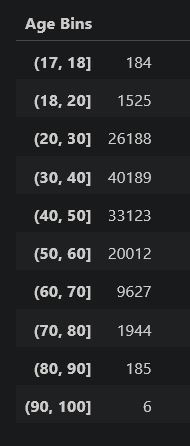 Age Bins
(17, 18] 184
(18, 20] 1525
(20, 30] 26188
(30, 40] 40189
(40, 50] 33123
(50, 60] 20012
(60, 70] 9627
(70, 80] 1944
(80, 90] 185
(90, 100] 6